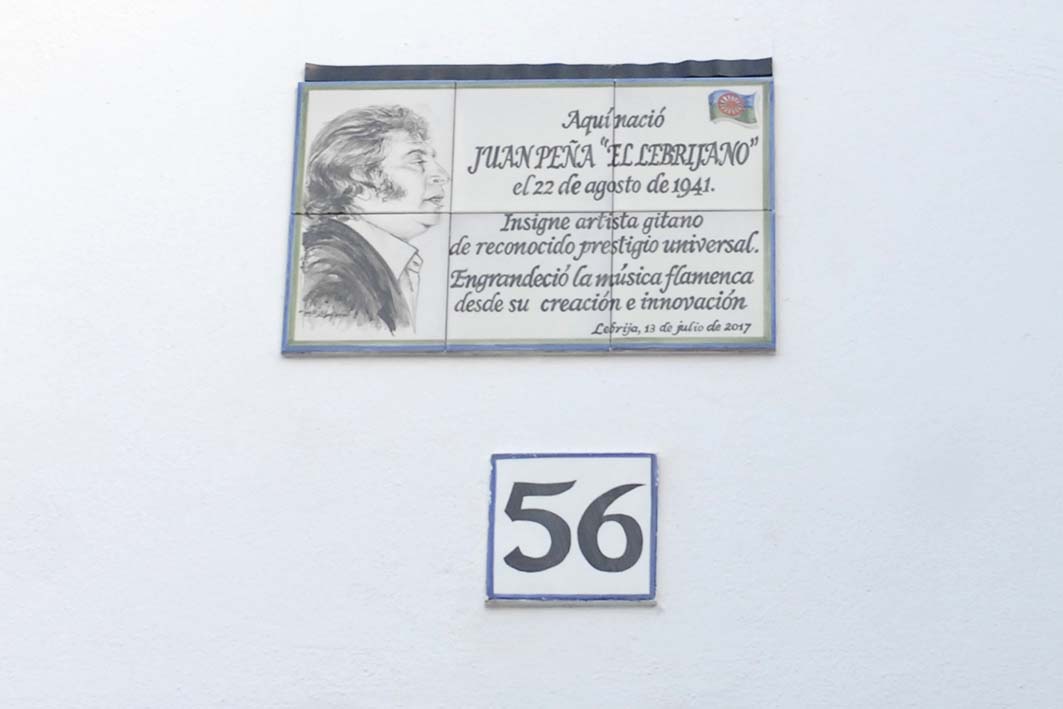 Aquí nació
JUAN PEÑA "EL LEBRIJANO"
el 22 de agosto de 1941.
Insigne artista gitano
de reconocido prestigio universal.
Engrandeció la música flamenca
desde su creación e innovación
Lebrija, 13 de julio de 2017
56